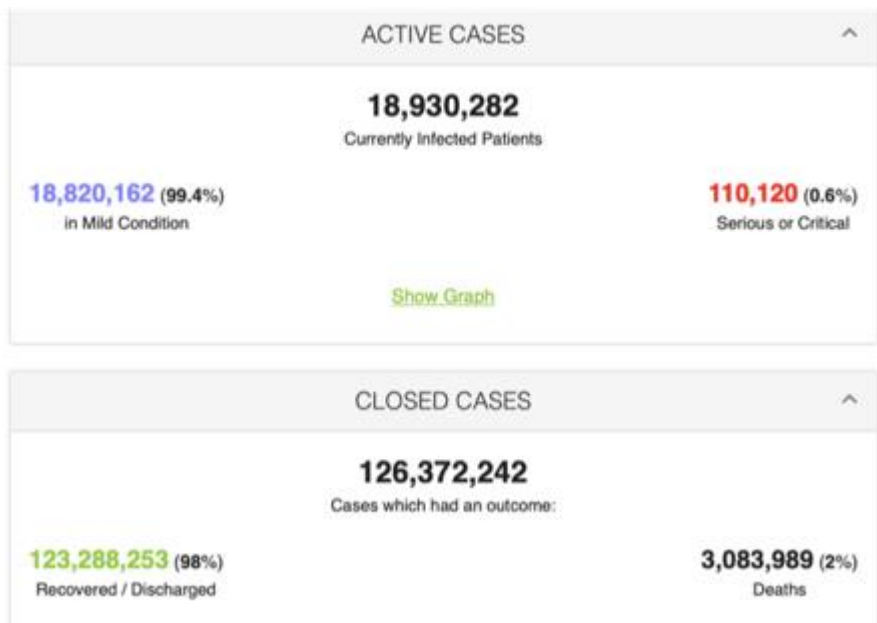 ACTIVE CASES
18,930,282
Currently Infected Patients
18,820,162 (99.4%) 110,120 (0.6%)
in Mild Condition Serious or Critical
Show Graph
CLOSED CASES
126,372,242
Cases which had an outcome:
123,288,253 (98%) 3,083,989 (2%)
Recovered / Discharged Deaths